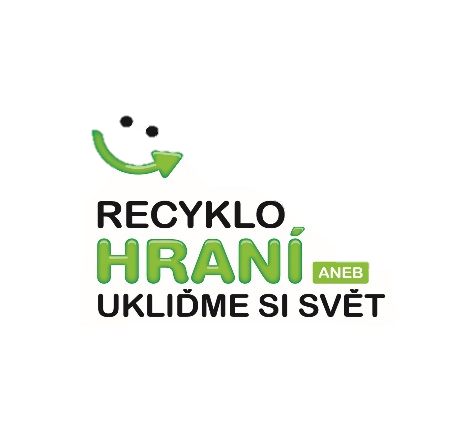 RECYKLO
HRANÍ ANEB
UKLIĎME SI SVĚT